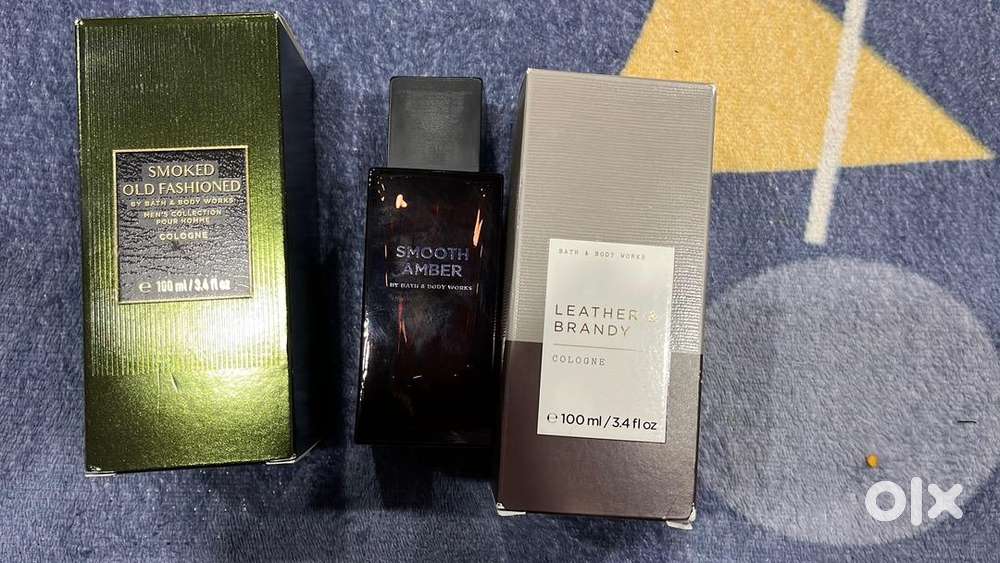 SMOKED
OLD FASHIONED
BY BATH & BODY WORKS
MEN'S COLLECTION
POUR HOMME
COLOGNE
℮ 100 ml / 3.4 fl oz
SMOOTH
AMBER
BY BATH & BODY WORKS
BATH & BODY WORKS
LEATHER &
BRANDY
COLOGNE
℮ 100 ml / 3.4 fl oz
olx